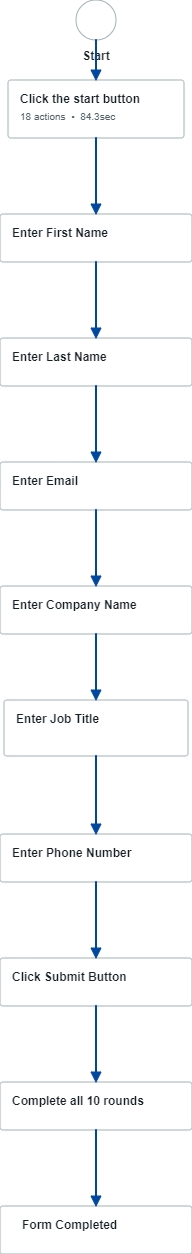 Start
Click the start button
18 actions • 84.3sec
Enter First Name
Enter Last Name
Enter Email
Enter Company Name
Enter Job Title
Enter Phone Number
Click Submit Button
Complete all 10 rounds
Form Completed